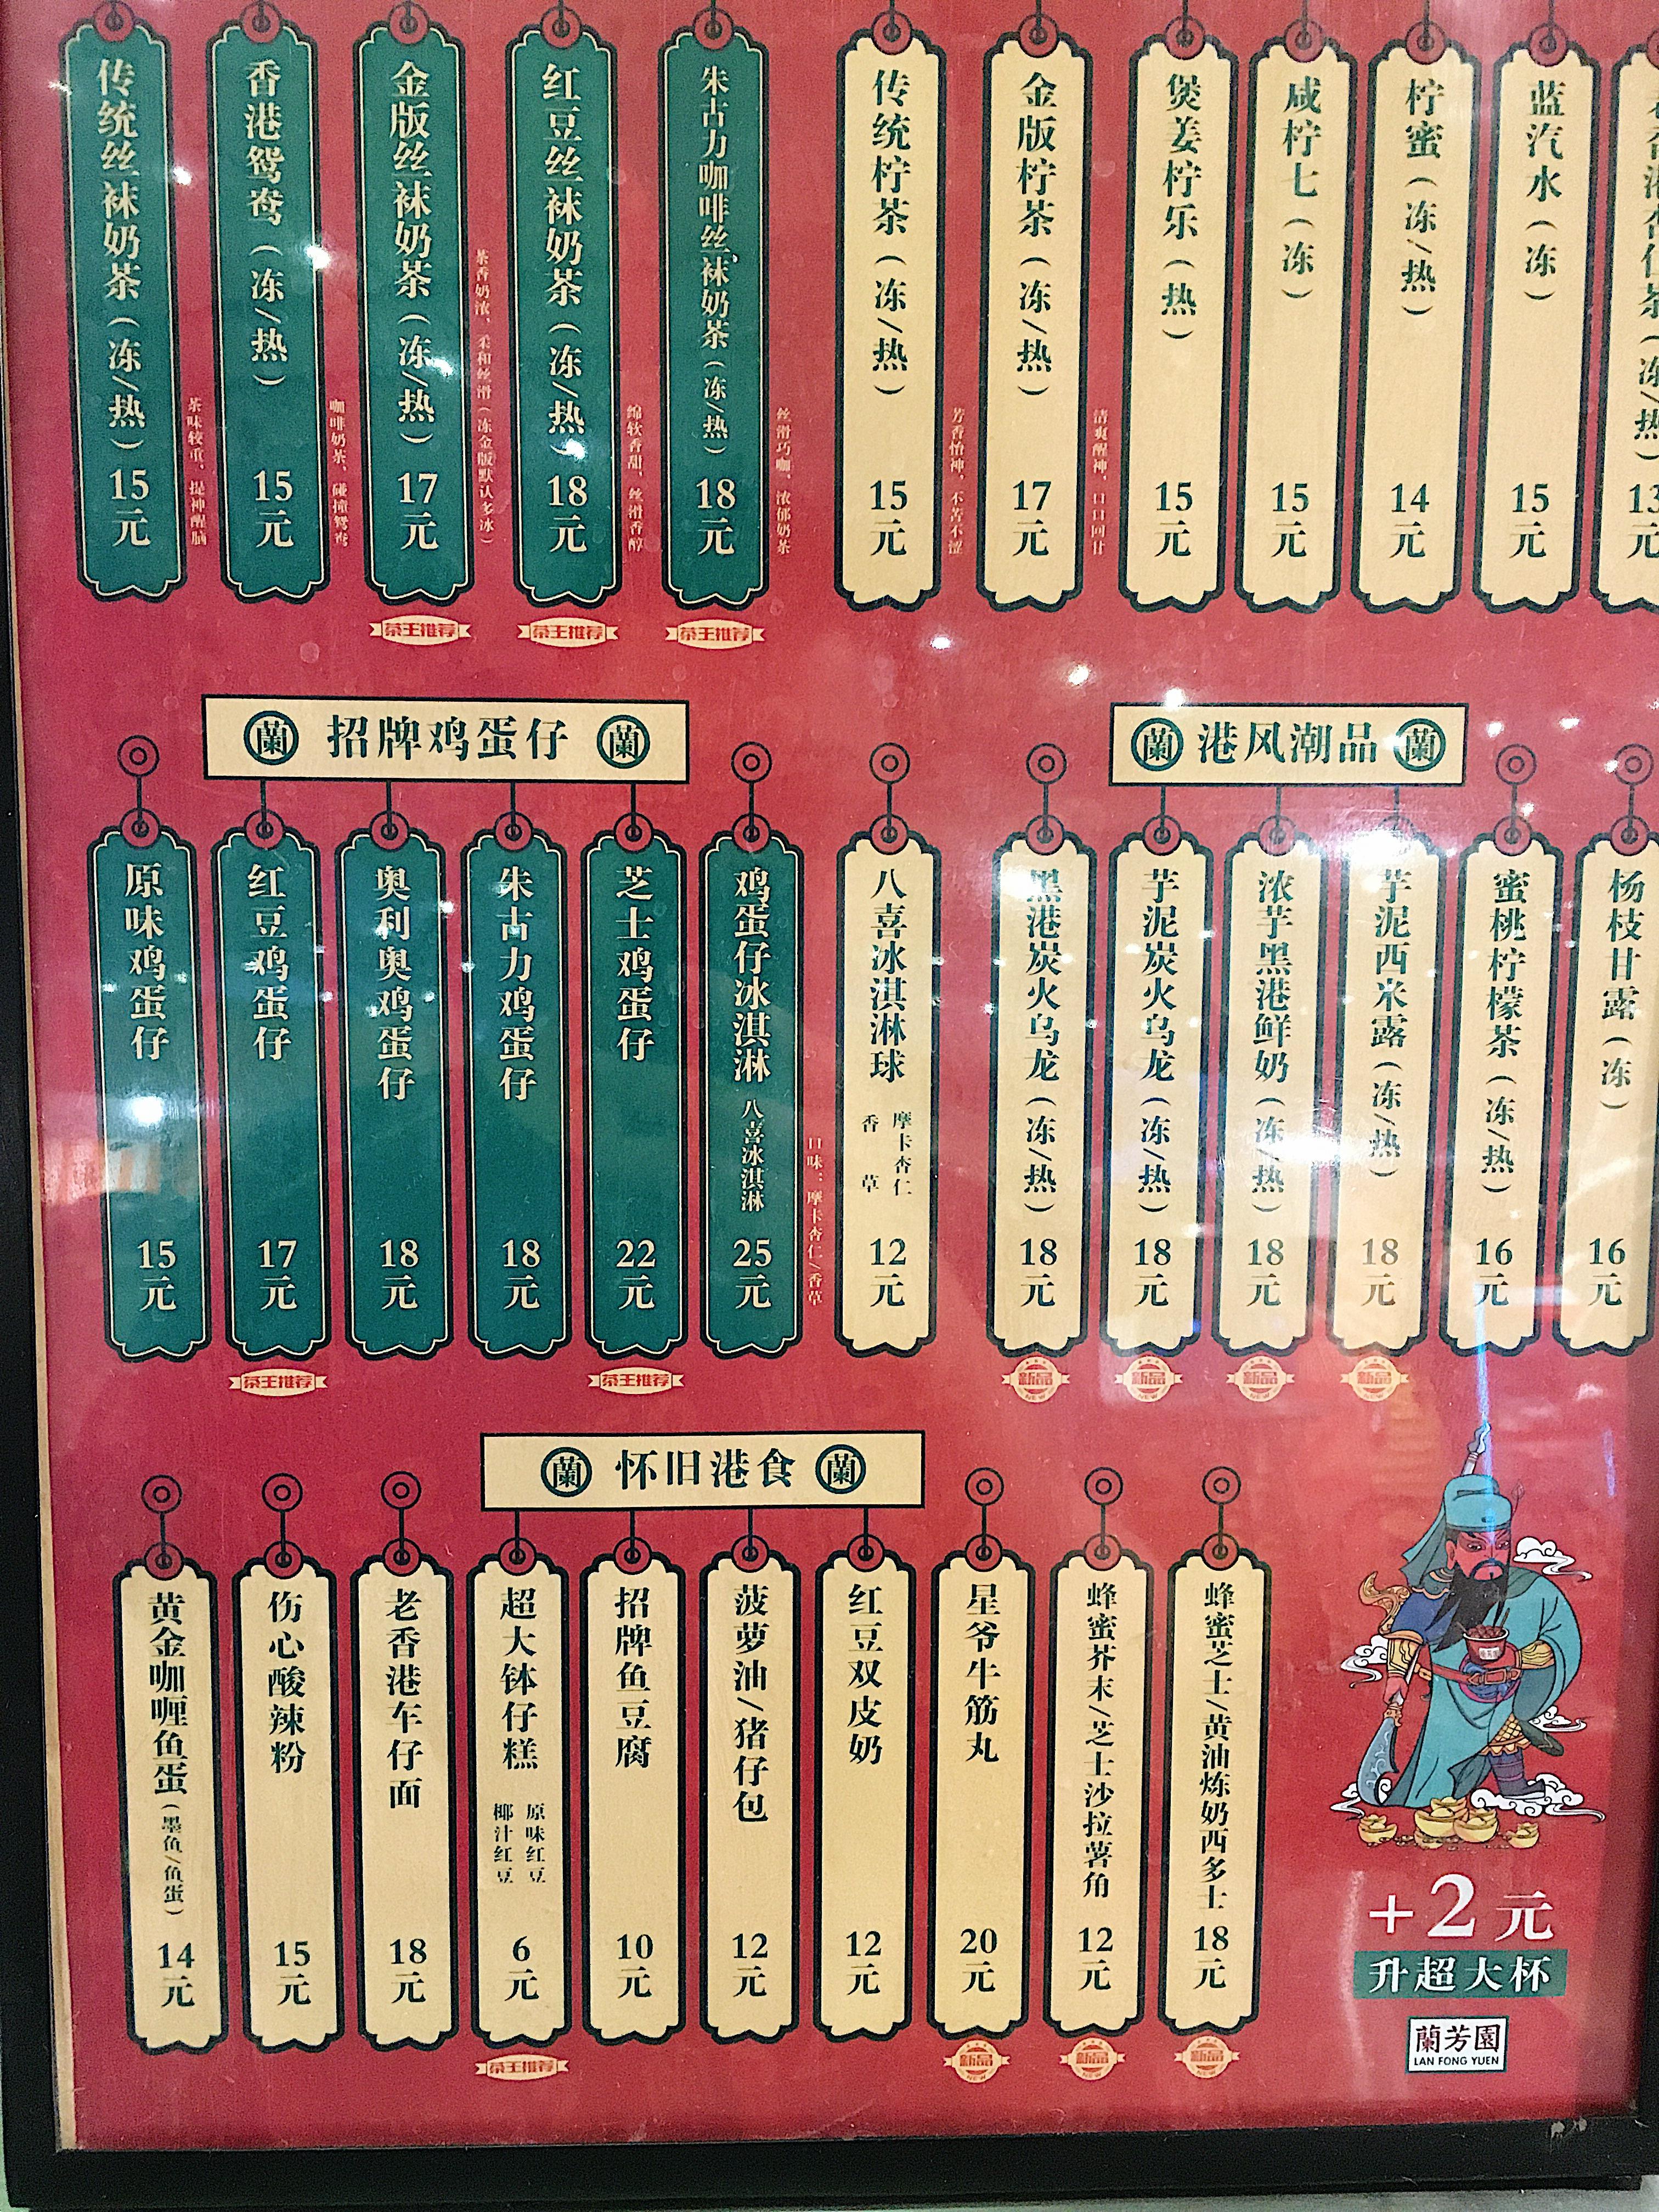 传统丝袜奶茶（冻/热）15元
茶味较重，提神醒脑
香港鸳鸯（冻/热）15元
咖啡奶茶，碰撞鸳鸯
金版丝袜奶茶（冻/热）17元
茶香奶浓，柔和丝滑（冻金版默认多冰）
茶王推荐
红豆丝袜奶茶（冻/热）18元
绵软香甜，丝滑香醇
茶王推荐
朱古力咖啡丝袜奶茶（冻/热）18元
丝滑巧咖，浓郁奶茶
茶王推荐
传统柠茶（冻/热）15元
芳香怡神，不苦不涩
金版柠茶（冻/热）17元
清爽醒神，口口回甘
煲姜柠乐（热）15元
咸柠七（冻）15元
柠蜜（冻/热）14元
蓝汽水（冻）15元
香港杏仁茶（冻/热）13元
蘭 招牌鸡蛋仔 蘭
原味鸡蛋仔 15元
红豆鸡蛋仔 17元
茶王推荐
奥利奥鸡蛋仔 18元
朱古力鸡蛋仔 18元
芝士鸡蛋仔 22元
茶王推荐
鸡蛋仔冰淇淋 八喜冰淇淋 25元
口味：摩卡杏仁/香草
八喜冰淇淋球 摩卡杏仁 香草 12元
蘭 港风潮品 蘭
黑港炭火乌龙（冻/热）18元
新品 NEW
芋泥炭火乌龙（冻/热）18元
新品 NEW
浓芋黑港鲜奶（冻/热）18元
新品 NEW
芋泥西米露（冻/热）18元
新品 NEW
蜜桃柠檬茶（冻/热）16元
杨枝甘露（冻）16元
蘭 怀旧港食 蘭
黄金咖喱鱼蛋（墨鱼/鱼蛋）14元
伤心酸辣粉 15元
老香港车仔面 18元
超大钵仔糕 原味红豆 椰汁红豆 6元
茶王推荐
招牌鱼豆腐 10元
菠萝油/猪仔包 12元
红豆双皮奶 12元
星爷牛筋丸 20元
新品 NEW
蜂蜜芥末/芝士沙拉薯角 12元
新品 NEW
蜂蜜芝士/黄油炼奶西多士 18元
新品 NEW
+2元
升超大杯
蘭芳園
LAN FONG YUEN